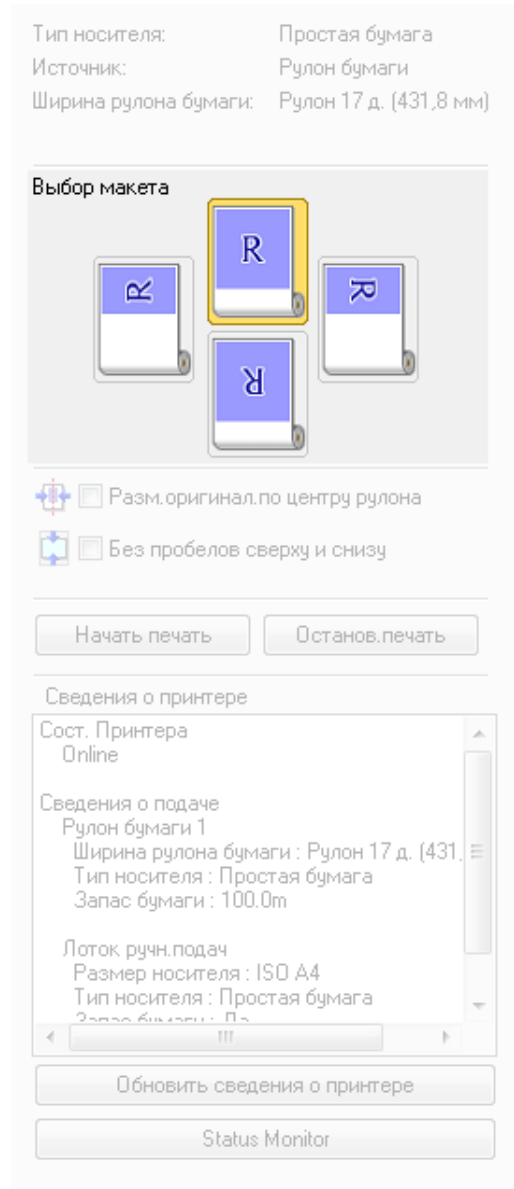 Тип носителя: Простая бумага
Источник: Рулон бумаги
Ширина рулона бумаги: Рулон 17 д. (431,8 мм)
Выбор макета
R
R
R
R
Разм.оригинал.по центру рулона
Без пробелов сверху и снизу
Начать печать Останов.печать
Сведения о принтере
Сост. Принтера
Online
Сведения о подаче
Рулон бумаги 1
Ширина рулона бумаги : Рулон 17 д. (431,
Тип носителя : Простая бумага
Запас бумаги : 100.0m
Лоток ручн.подач
Размер носителя : ISO A4
Тип носителя : Простая бумага
Запас бумаги : Да
Обновить сведения о принтере
Status Monitor